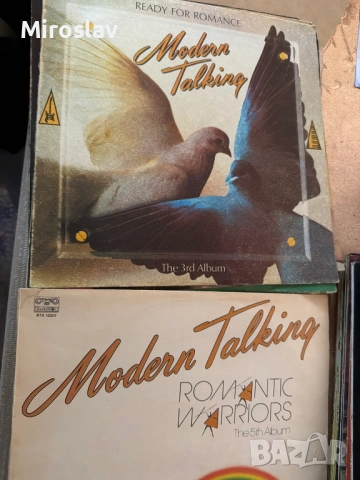 Miroslav
READY FOR ROMANCE
Modern
Talking
The 3rd Album
Modern Talking
ROMANTIC
WARRIORS
The 5th Album
BAZAR